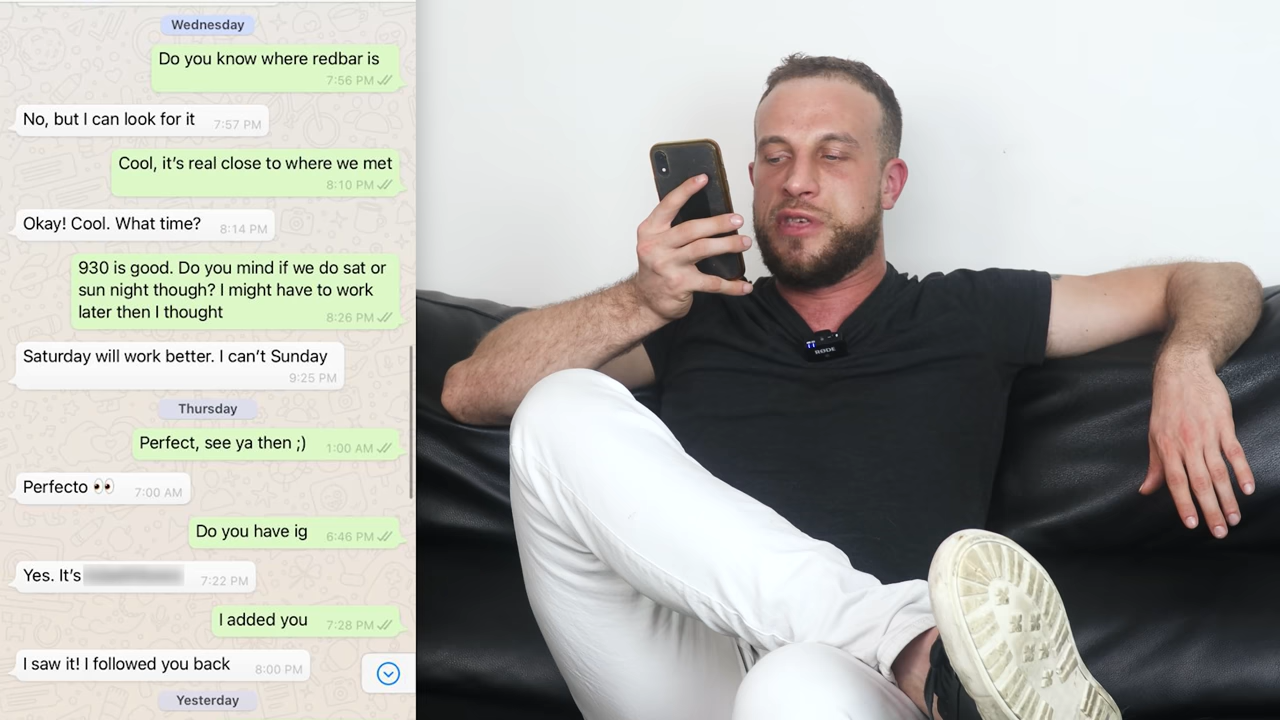 Wednesday
Do you know where redbar is
7:56 PM
No, but I can look for it
7:57 PM
Cool, it’s real close to where we met
8:10 PM
Okay! Cool. What time?
8:14 PM
930 is good. Do you mind if we do sat or
sun night though? I might have to work
later then I thought
8:26 PM
Saturday will work better. I can’t Sunday
9:25 PM
Thursday
Perfect, see ya then ;)
1:00 AM
Perfecto 👀
7:00 AM
Do you have ig
6:46 PM
Yes. It’s
7:22 PM
I added you
7:28 PM
I saw it! I followed you back
8:00 PM
Yesterday
RODE